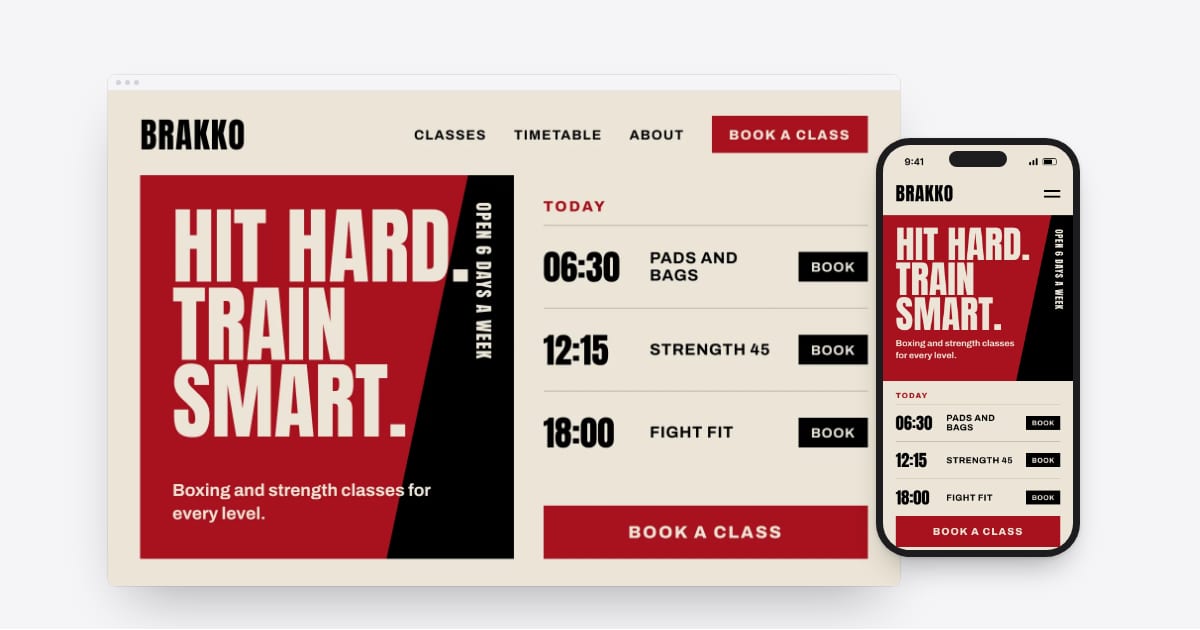 BRAKKO
CLASSES TIMETABLE ABOUT BOOK A CLASS
HIT HARD.
TRAIN
SMART.
OPEN 6 DAYS A WEEK
Boxing and strength classes for
every level.
TODAY
06:30 PADS AND
BAGS BOOK
12:15 STRENGTH 45 BOOK
18:00 FIGHT FIT BOOK
BOOK A CLASS
9:41
BRAKKO
HIT HARD.
TRAIN
SMART.
OPEN 6 DAYS A WEEK
Boxing and strength classes
for every level.
TODAY
06:30 PADS AND
BAGS BOOK
12:15 STRENGTH 45 BOOK
18:00 FIGHT FIT BOOK
BOOK A CLASS